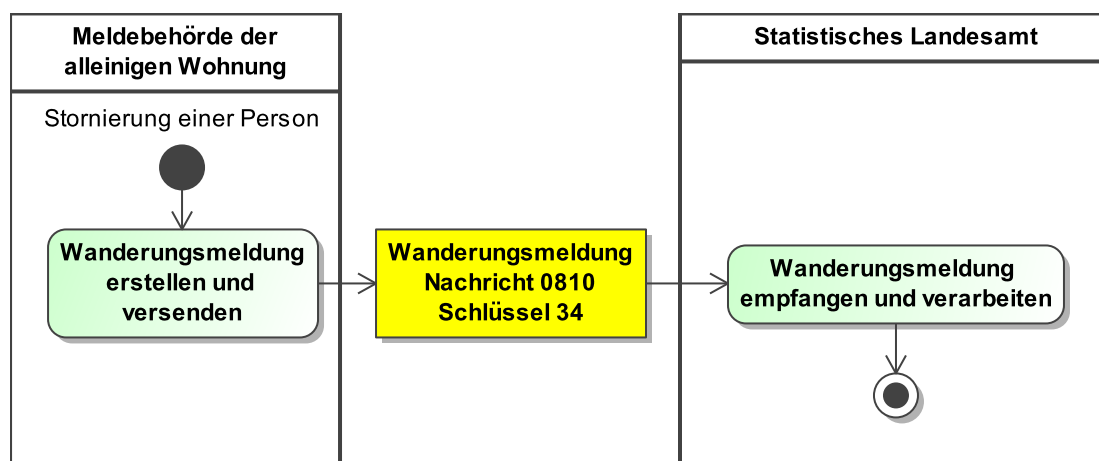 Meldebehörde der
alleinigen Wohnung
Statistisches Landesamt
Stornierung einer Person
Wanderungsmeldung
erstellen und
versenden
Wanderungsmeldung
Nachricht 0810
Schlüssel 34
Wanderungsmeldung
empfangen und verarbeiten